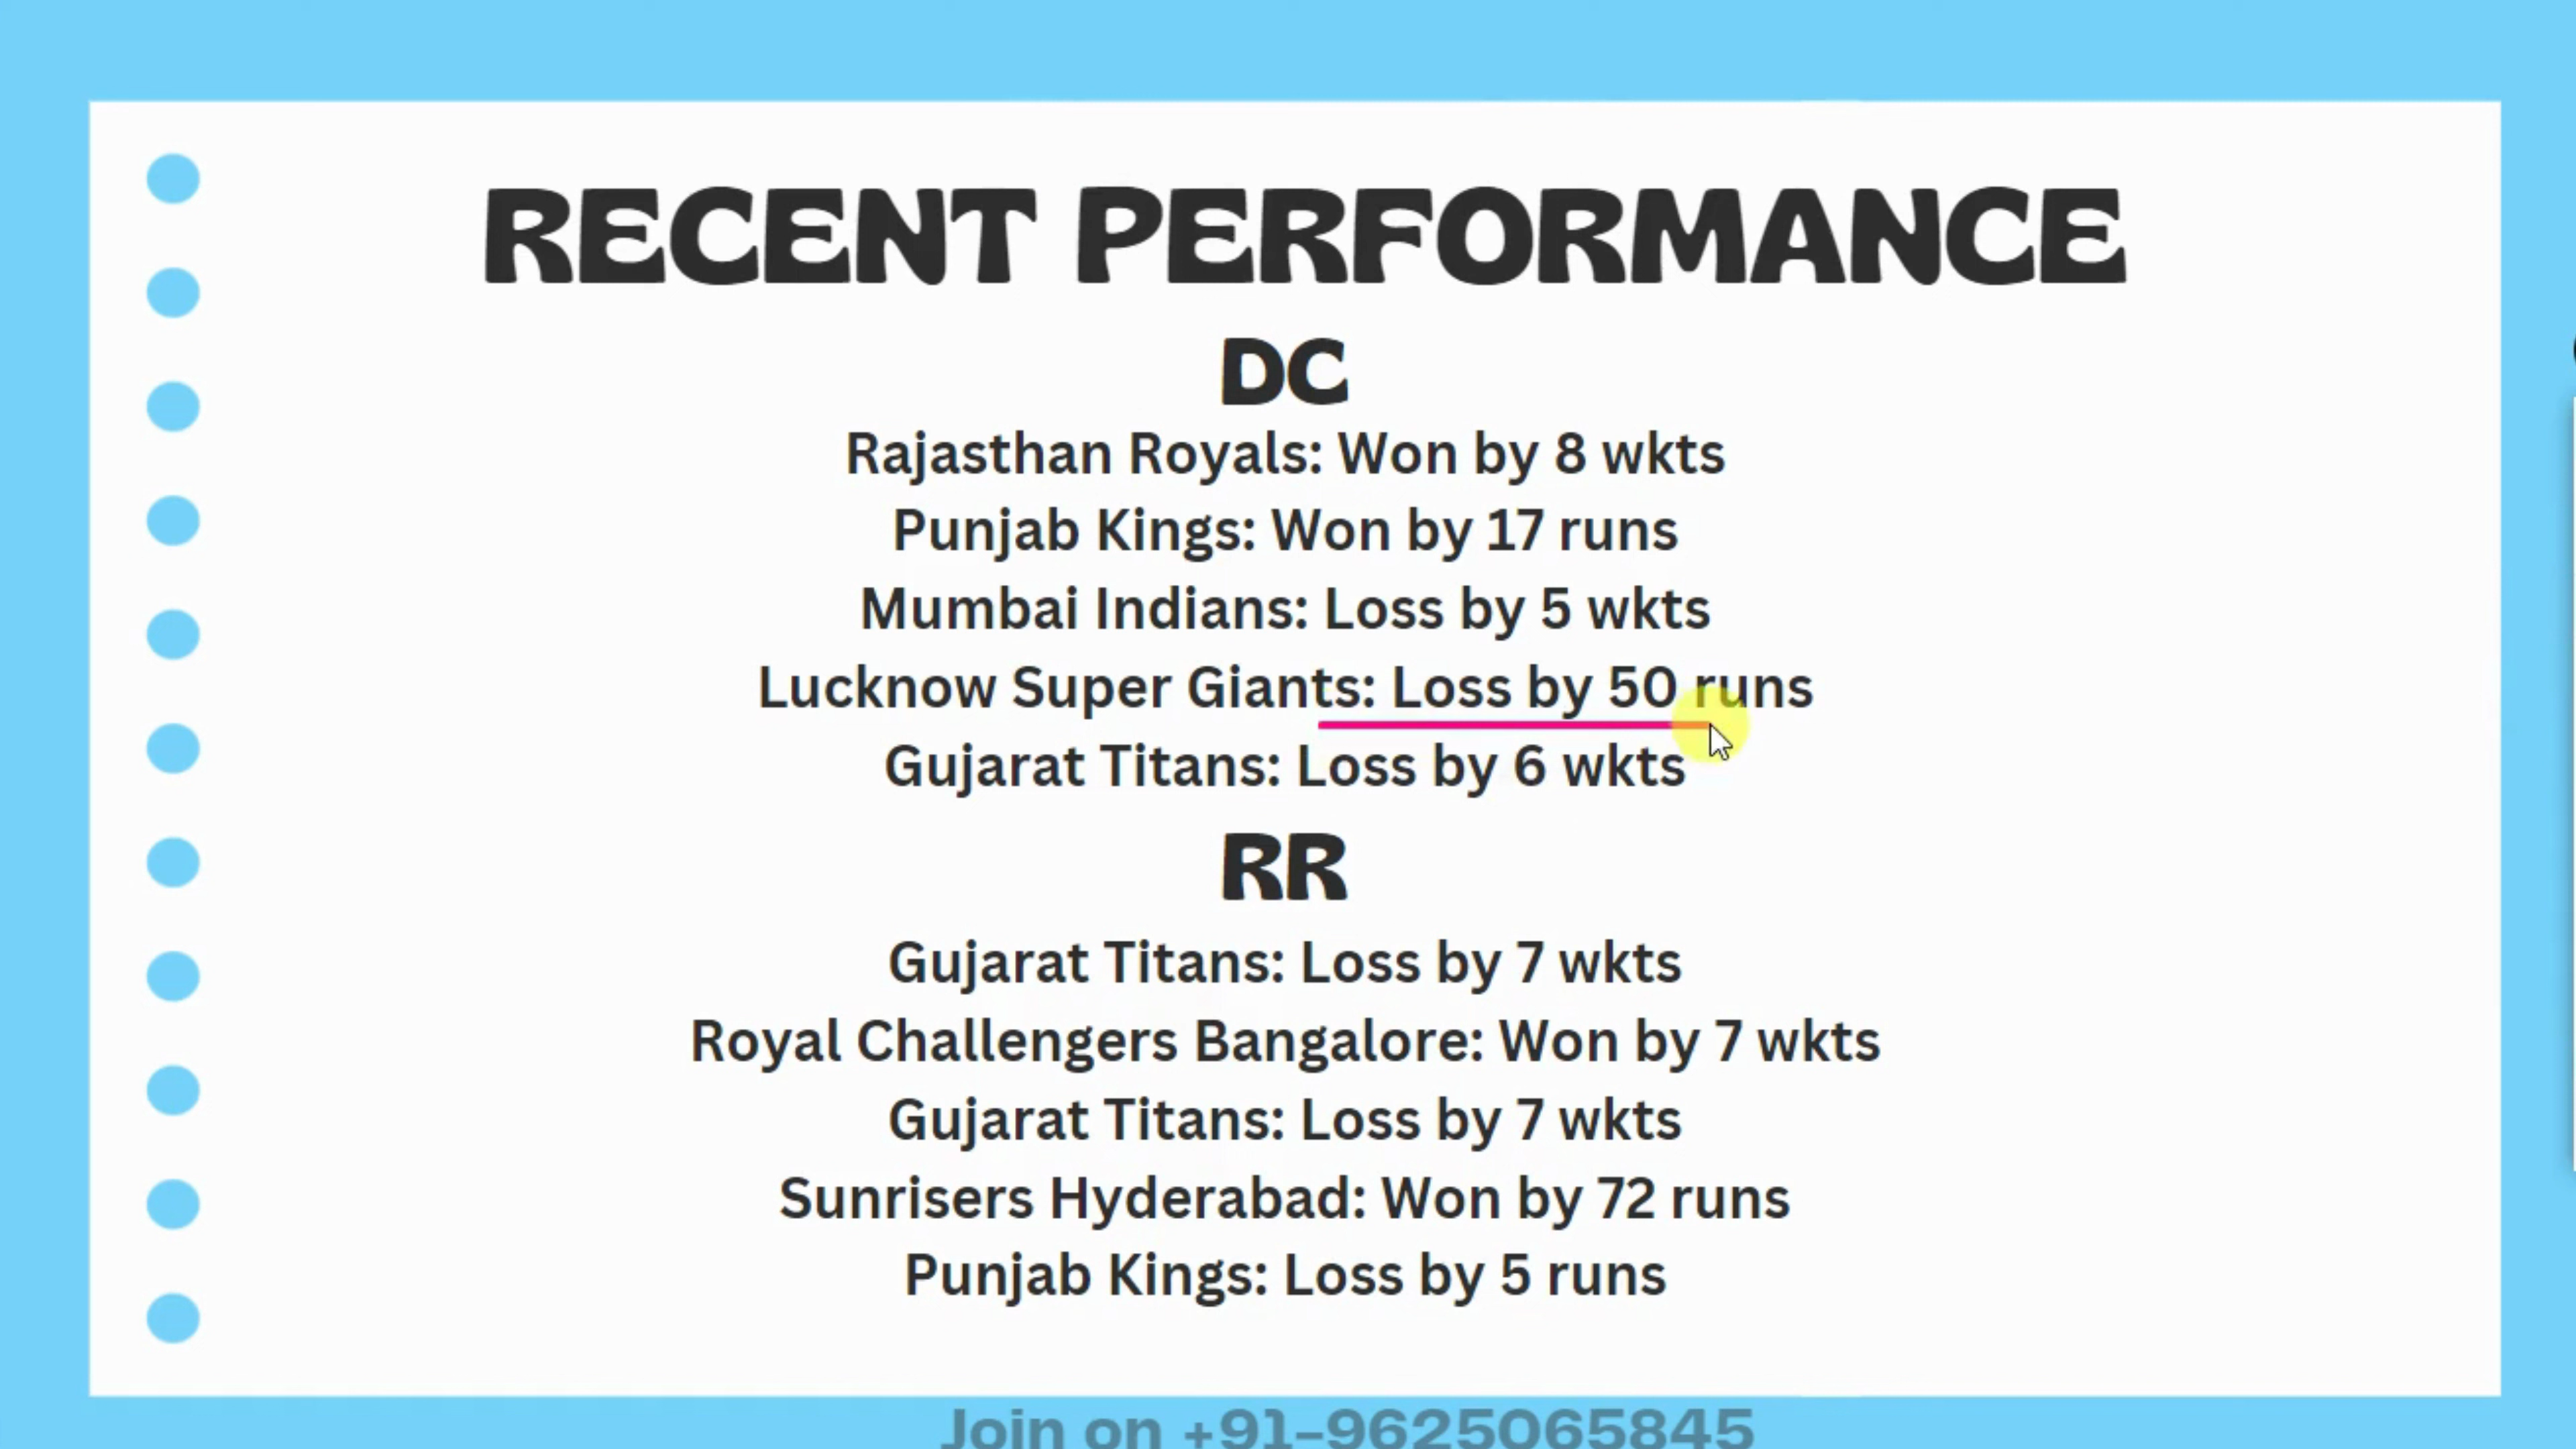 RECENT PERFORMANCE
DC
Rajasthan Royals: Won by 8 wkts
Punjab Kings: Won by 17 runs
Mumbai Indians: Loss by 5 wkts
Lucknow Super Giants: Loss by 50 runs
Gujarat Titans: Loss by 6 wkts
RR
Gujarat Titans: Loss by 7 wkts
Royal Challengers Bangalore: Won by 7 wkts
Gujarat Titans: Loss by 7 wkts
Sunrisers Hyderabad: Won by 72 runs
Punjab Kings: Loss by 5 runs
Join on +91-9625065845